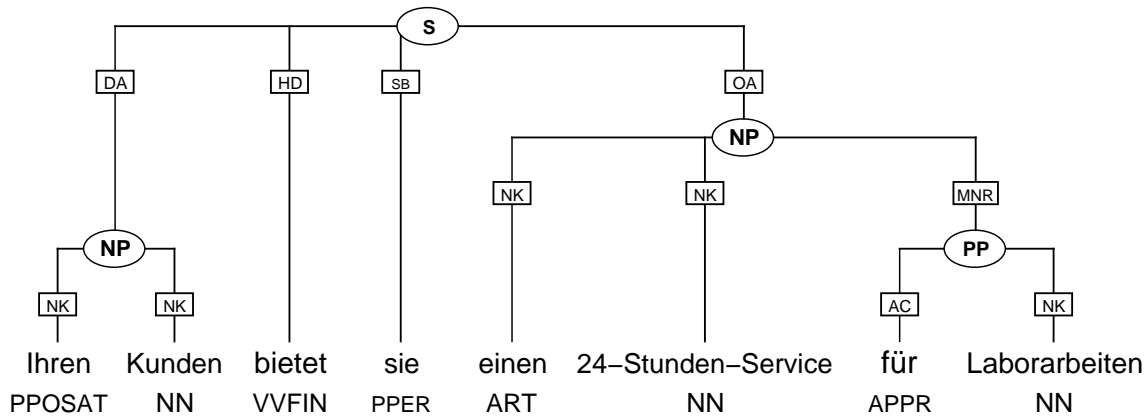 S
DA HD SB OA
NP
NK NK MNR
NP PP
NK NK AC NK
Ihren Kunden bietet sie einen 24−Stunden−Service für Laborarbeiten
PPOSAT NN VVFIN PPER ART NN APPR NN